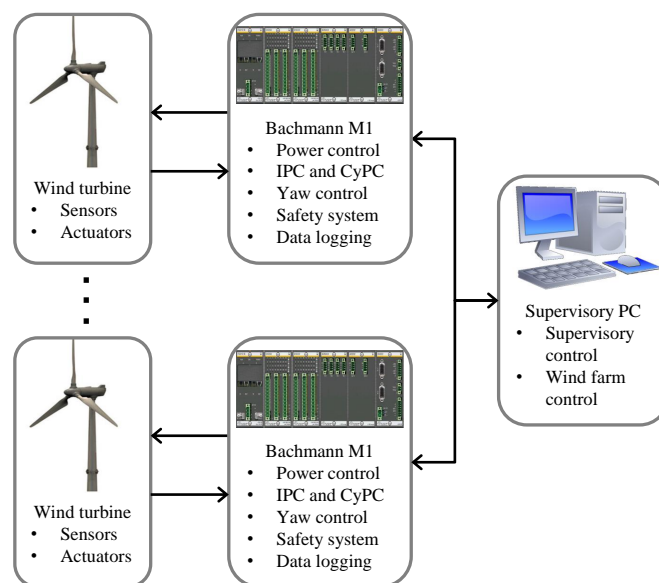 Wind turbine
• Sensors
• Actuators
Bachmann M1
• Power control
• IPC and CyPC
• Yaw control
• Safety system
• Data logging
Supervisory PC
• Supervisory
control
• Wind farm
control
Wind turbine
• Sensors
• Actuators
Bachmann M1
• Power control
• IPC and CyPC
• Yaw control
• Safety system
• Data logging